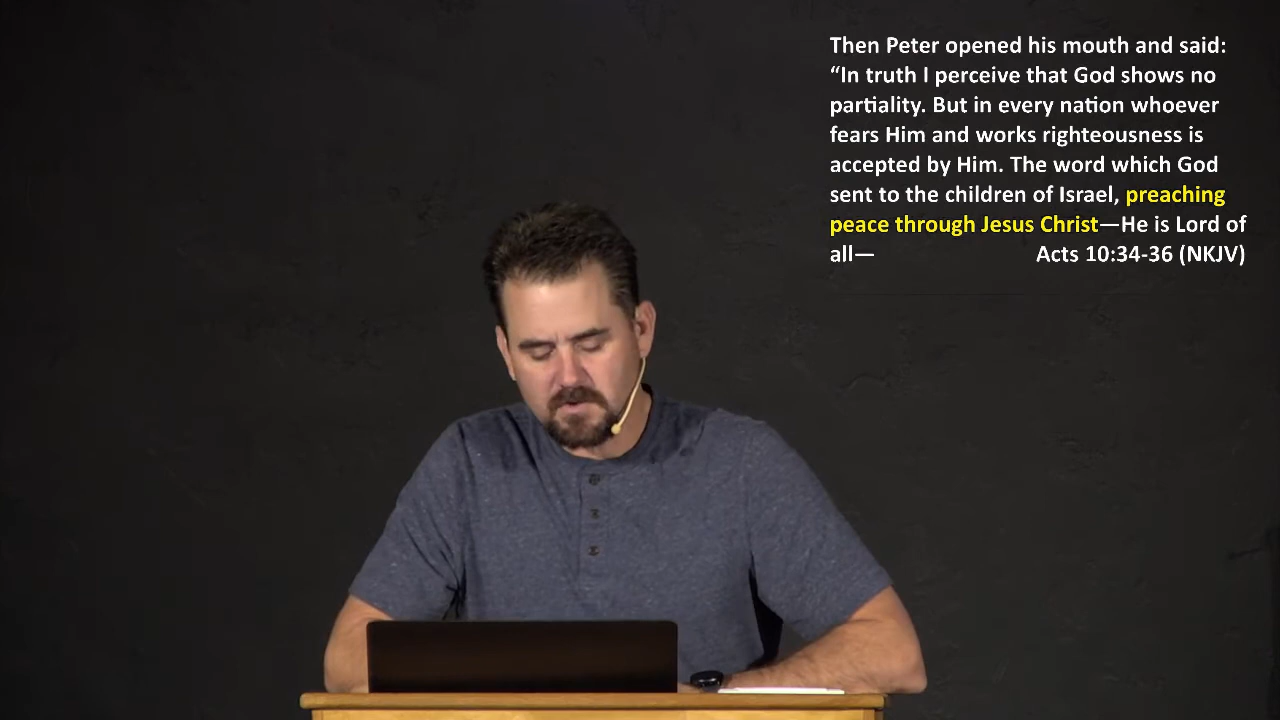 Then Peter opened his mouth and said:
“In truth I perceive that God shows no
partiality. But in every nation whoever
fears Him and works righteousness is
accepted by Him. The word which God
sent to the children of Israel, preaching
peace through Jesus Christ—He is Lord of
all— Acts 10:34-36 (NKJV)